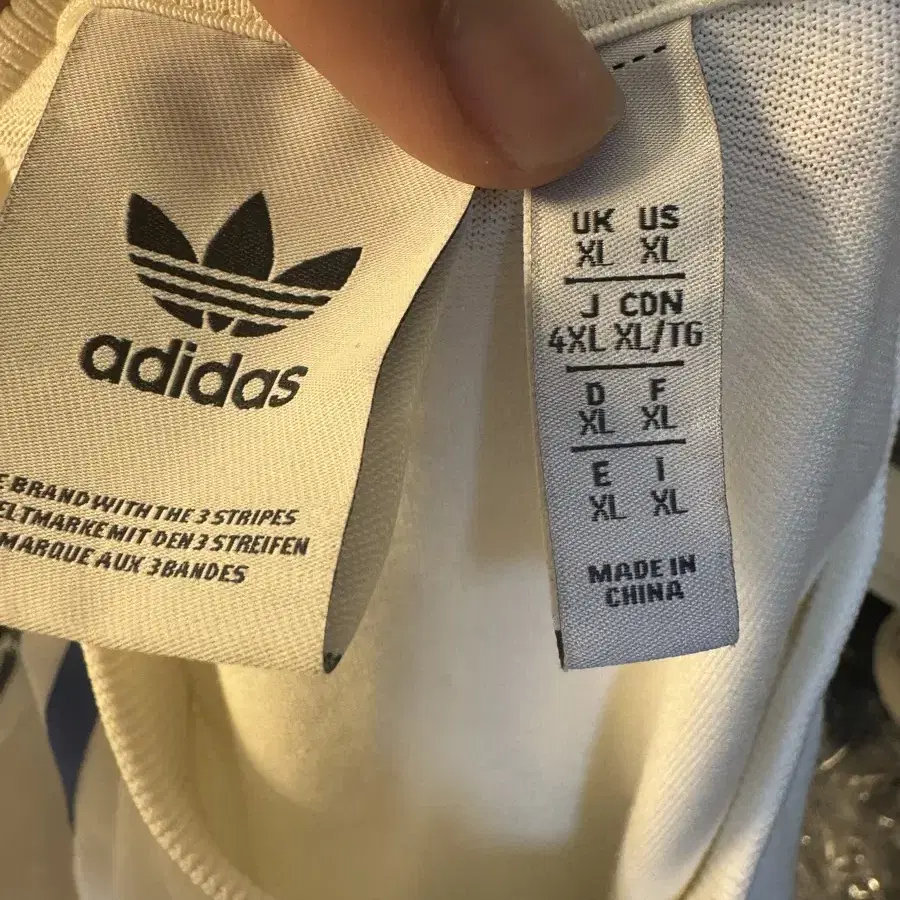 adidas
BRAND WITH THE 3 STRIPES
MIT DEN 3 STREIFEN
MARQUE AUX 3 BANDES
UK US
XL XL
J CDN
4XL XL/TG
D F
XL XL
E I
XL XL
MADE IN
CHINA